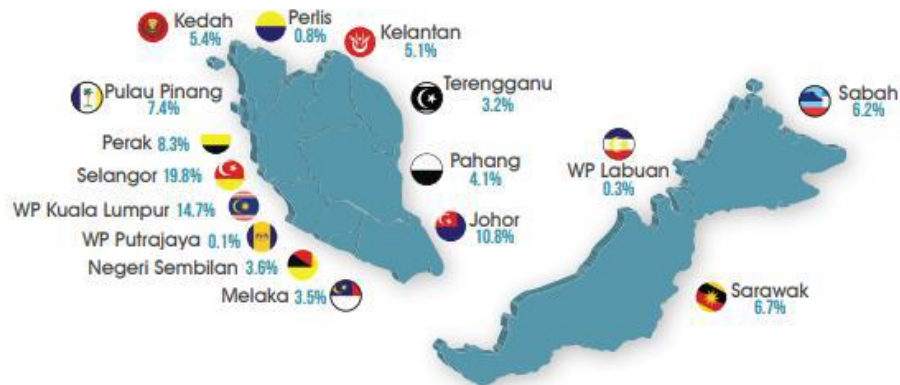 Kedah
5.4%
Perlis
0.8%
Kelantan
5.1%
Pulau Pinang
7.4%
Terengganu
3.2%
Sabah
6.2%
Perak 8.3%
WP Labuan
0.3%
Selangor 19.8%
Pahang
4.1%
WP Kuala Lumpur 14.7%
Johor
10.8%
WP Putrajaya 0.1%
Negeri Sembilan 3.6%
Melaka 3.5%
Sarawak
6.7%